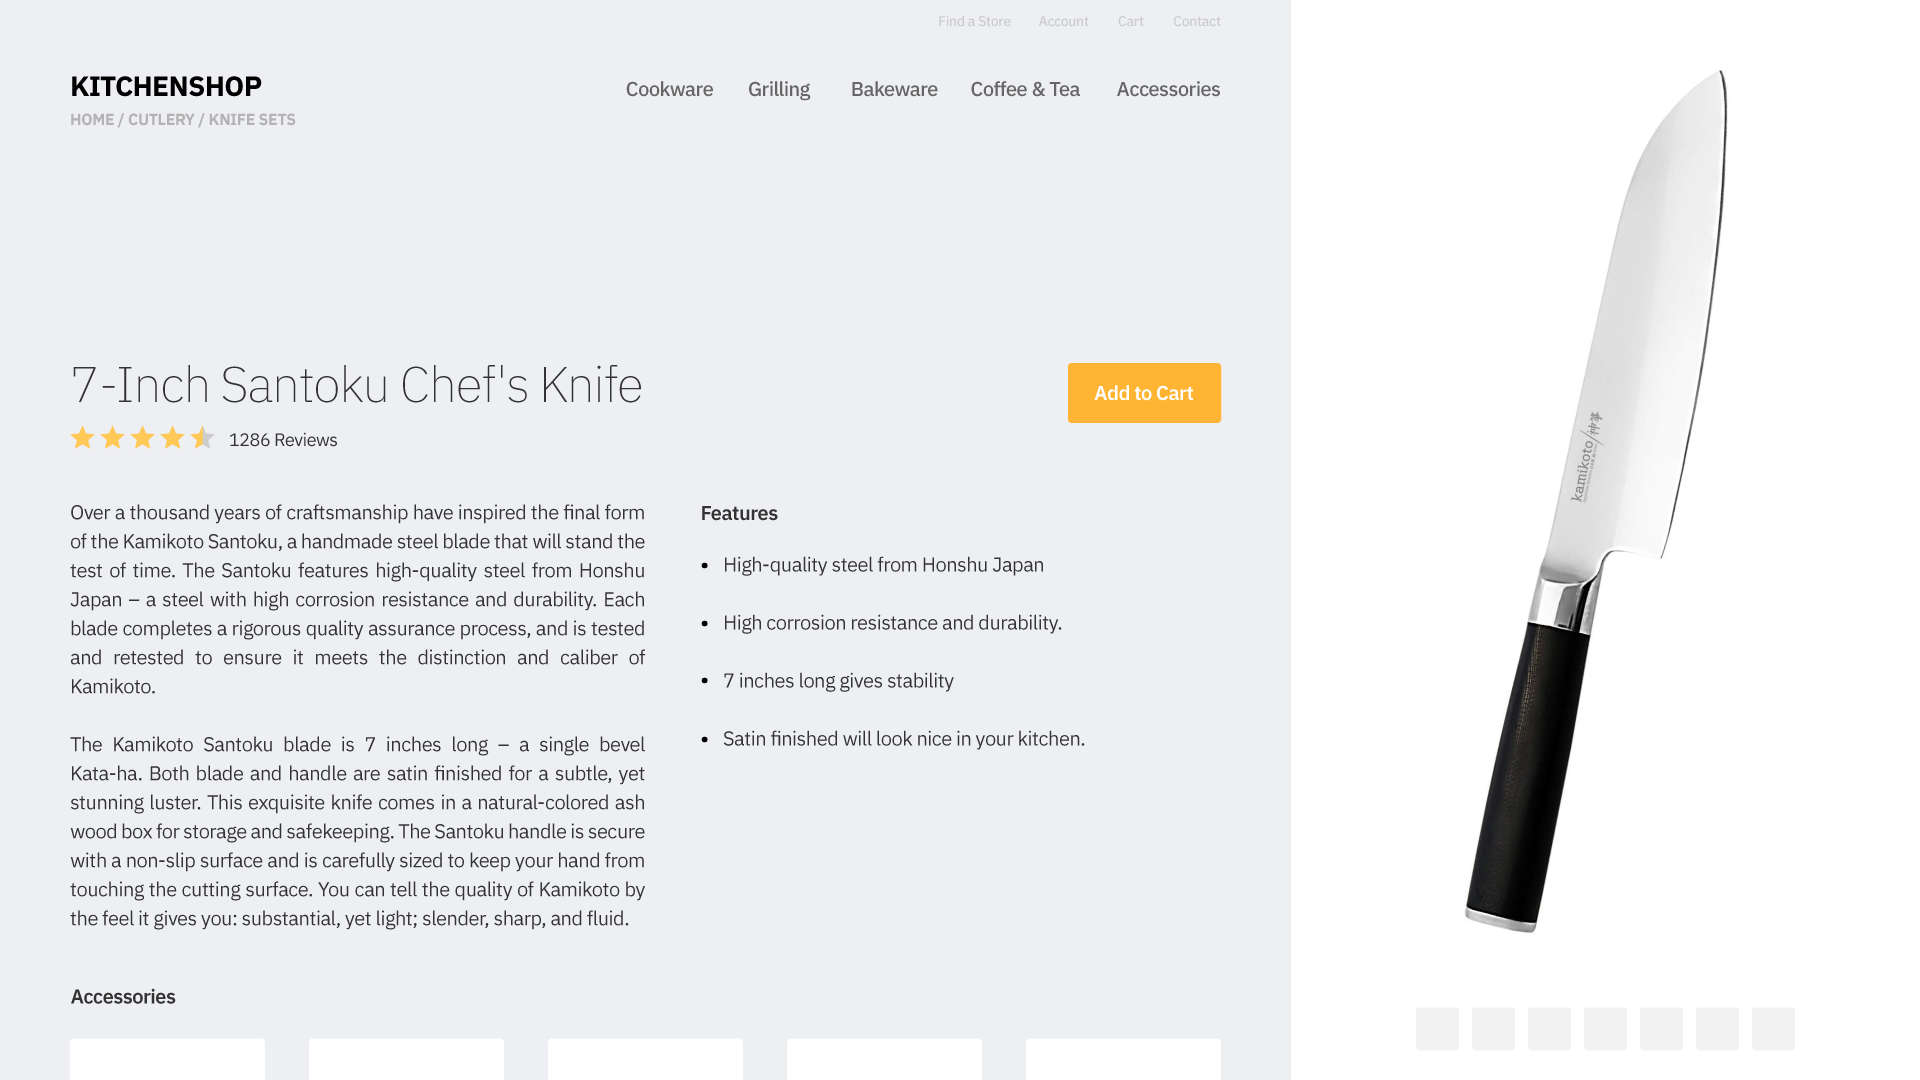 Find a Store Account Cart Contact
KITCHENSHOP
Cookware Grilling Bakeware Coffee & Tea Accessories
HOME / CUTLERY / KNIFE SETS
7-Inch Santoku Chef's Knife
Add to Cart
1286 Reviews
Over a thousand years of craftsmanship have inspired the final form
of the Kamikoto Santoku, a handmade steel blade that will stand the
test of time. The Santoku features high-quality steel from Honshu
Japan – a steel with high corrosion resistance and durability. Each
blade completes a rigorous quality assurance process, and is tested
and retested to ensure it meets the distinction and caliber of
Kamikoto.
The Kamikoto Santoku blade is 7 inches long – a single bevel
Kata-ha. Both blade and handle are satin finished for a subtle, yet
stunning luster. This exquisite knife comes in a natural-colored ash
wood box for storage and safekeeping. The Santoku handle is secure
with a non-slip surface and is carefully sized to keep your hand from
touching the cutting surface. You can tell the quality of Kamikoto by
the feel it gives you: substantial, yet light; slender, sharp, and fluid.
Features
• High-quality steel from Honshu Japan
• High corrosion resistance and durability.
• 7 inches long gives stability
• Satin finished will look nice in your kitchen.
Accessories
kamikoto/神箏